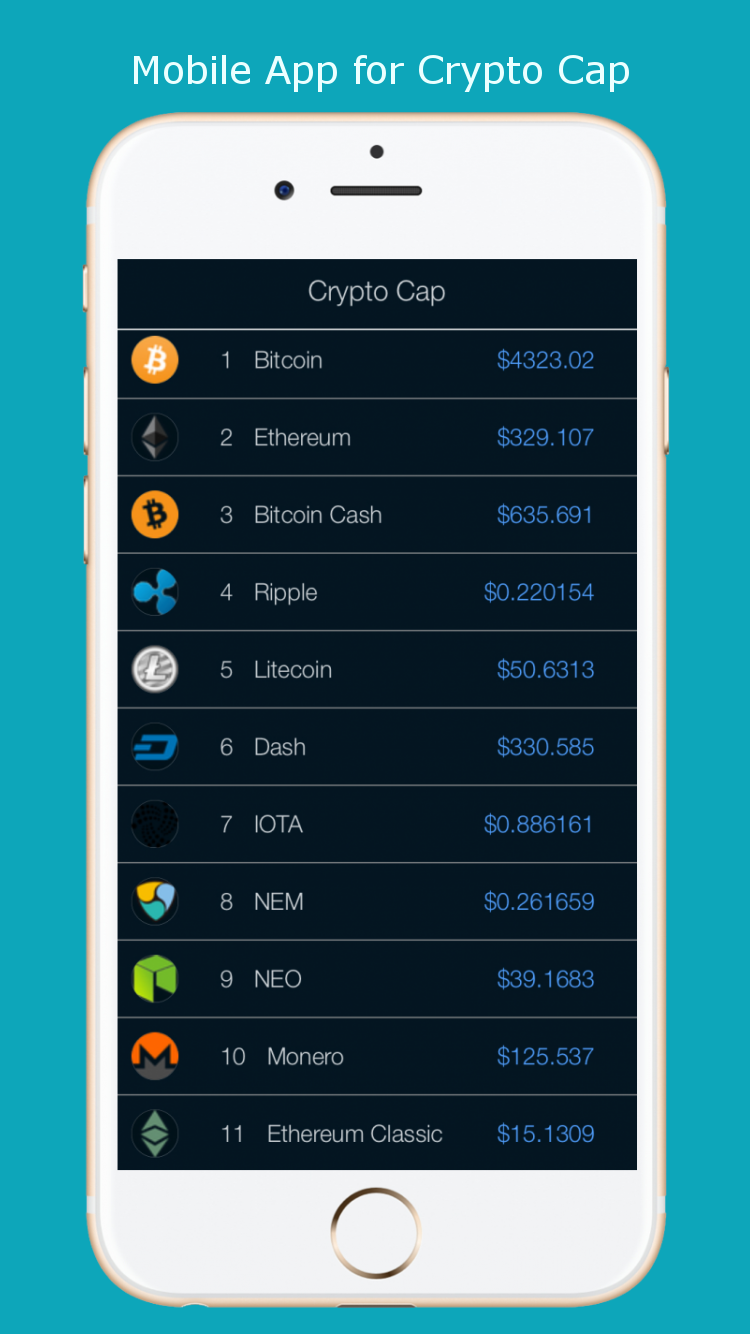 Mobile App for Crypto Cap
Crypto Cap
1 Bitcoin $4323.02
2 Ethereum $329.107
3 Bitcoin Cash $635.691
4 Ripple $0.220154
5 Litecoin $50.6313
6 Dash $330.585
7 IOTA $0.886161
8 NEM $0.261659
9 NEO $39.1683
10 Monero $125.537
11 Ethereum Classic $15.1309